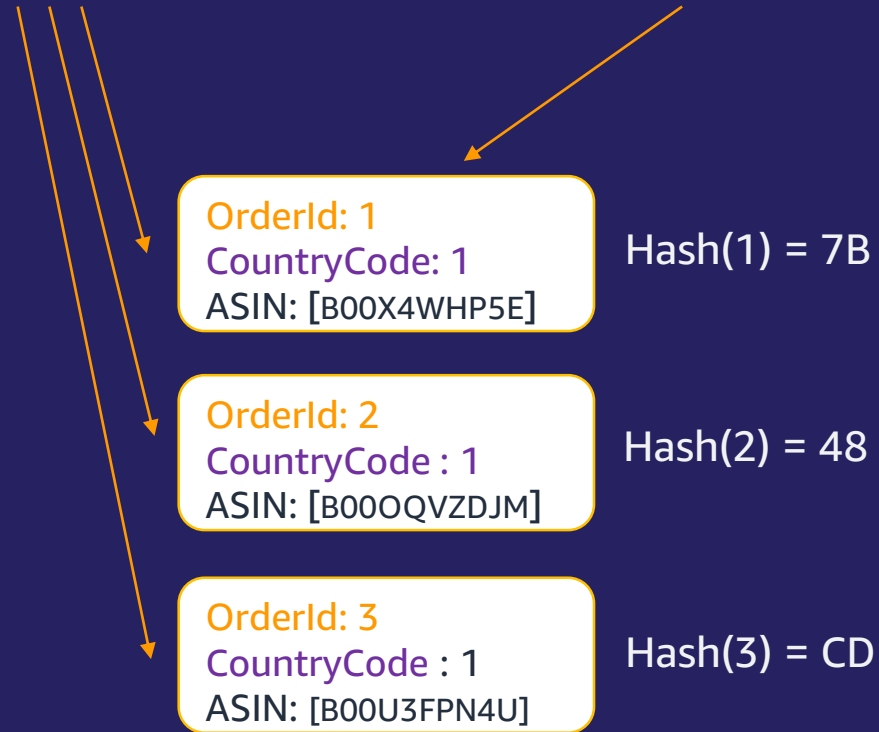 OrderId: 1
CountryCode: 1
ASIN: [B00X4WHP5E]
Hash(1) = 7B
OrderId: 2
CountryCode : 1
ASIN: [B00OQVZDJM]
Hash(2) = 48
OrderId: 3
CountryCode : 1
ASIN: [B00U3FPN4U]
Hash(3) = CD